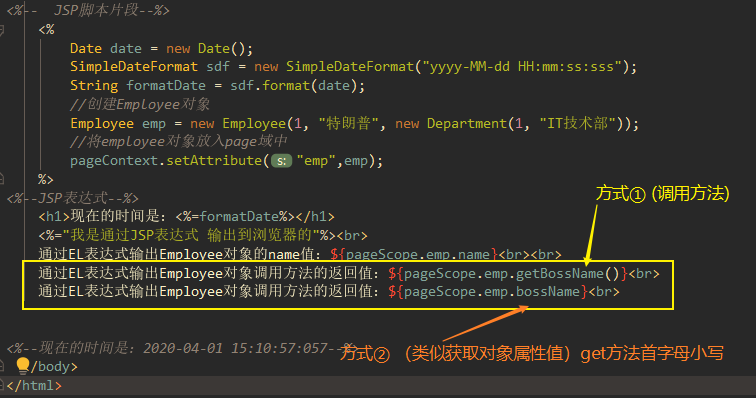 <%--  JSP脚本片段--%>
<%
Date date = new Date();
SimpleDateFormat sdf = new SimpleDateFormat("yyyy-MM-dd HH:mm:ss:sss");
String formatDate = sdf.format(date);
//创建Employee对象
Employee emp = new Employee(1, "特朗普", new Department(1, "IT技术部"));
//将employee对象放入page域中
pageContext.setAttribute( s: "emp",emp);
%>
<%--JSP表达式--%>
方式① (调用方法)
<h1>现在的时间是：<%=formatDate%></h1>
<%="我是通过JSP表达式 输出到浏览器的"%><br>
通过EL表达式输出Employee对象的name值：${pageScope.emp.name}<br><br>
通过EL表达式输出Employee对象调用方法的返回值：${pageScope.emp.getBossName()}<br>
通过EL表达式输出Employee对象调用方法的返回值：${pageScope.emp.bossName}<br>
<%--现在的时间是：2020-04-01 15:10:57:057--%>
方式② （类似获取对象属性值）get方法首字母小写
/body>
</html>